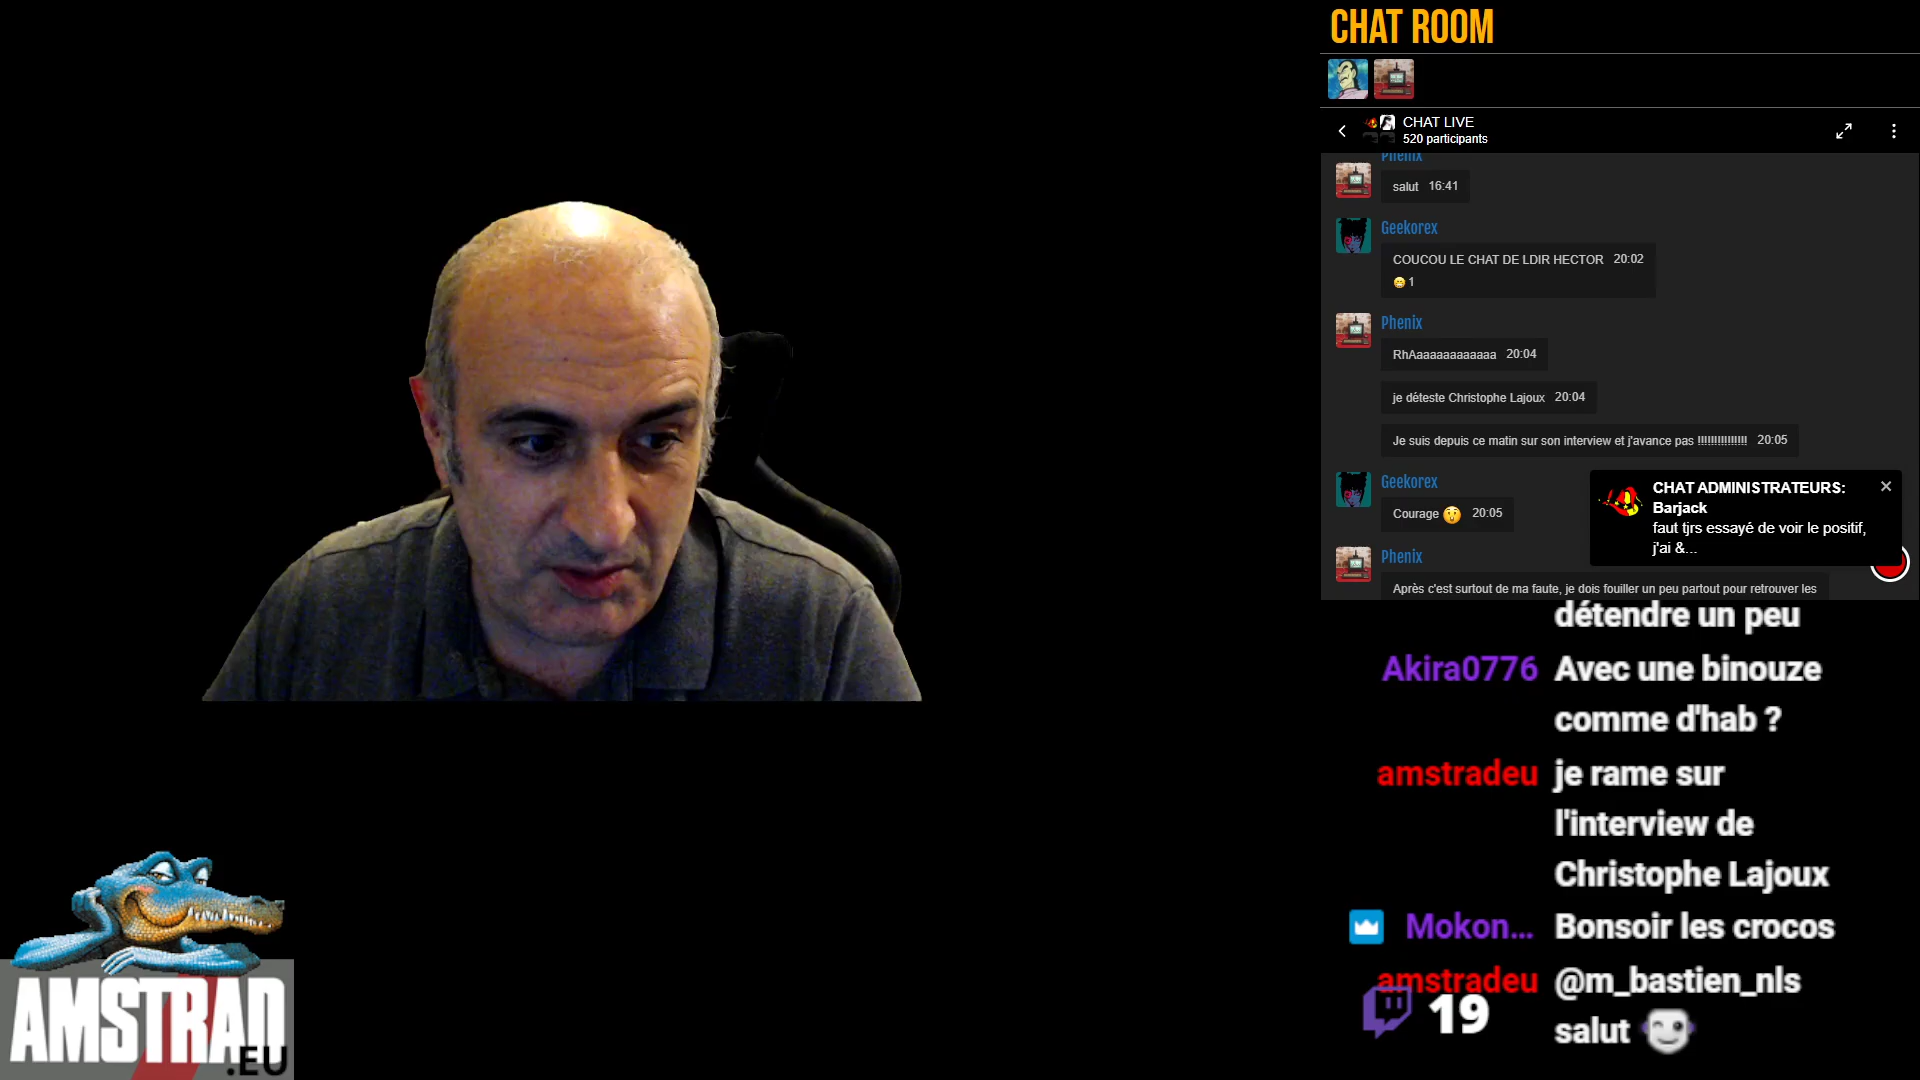 CHAT ROOM
CHAT LIVE
520 participants
Phenix
salut 16:41
Geekorex
COUCOU LE CHAT DE LDIR HECTOR 20:02
😁 1
Phenix
RhAaaaaaaaaaaaa 20:04
je déteste Christophe Lajoux 20:04
Je suis depuis ce matin sur son interview et j'avance pas !!!!!!!!!!!!!!! 20:05
Geekorex
Courage 😲 20:05
CHAT ADMINISTRATEURS:
Barjack
faut tjrs essayé de voir le positif,
j'ai &...
Phenix
Après c'est surtout de ma faute, je dois fouiller un peu partout pour retrouver les
détendre un peu
Akira0776 Avec une binouze
comme d'hab ?
amstradeu je rame sur
l'interview de
Christophe Lajoux
Mokon... Bonsoir les crocos
amstradeu @m_bastien_nls
salut
19
AMSTRAD
.EU